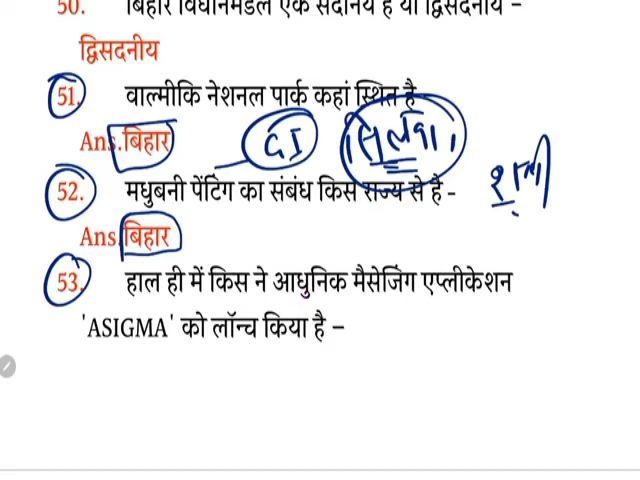 50. बिहार विधानमंडल एक सदनीय है या द्विसदनीय –
द्विसदनीय
51. वाल्मीकि नेशनल पार्क कहां स्थित है
Ans.बिहार
GI
52. मधुबनी पेंटिंग का संबंध किस राज्य से है -
Ans.बिहार
53. हाल ही में किस ने आधुनिक मैसेजिंग एप्लीकेशन
'ASIGMA' को लॉन्च किया है –